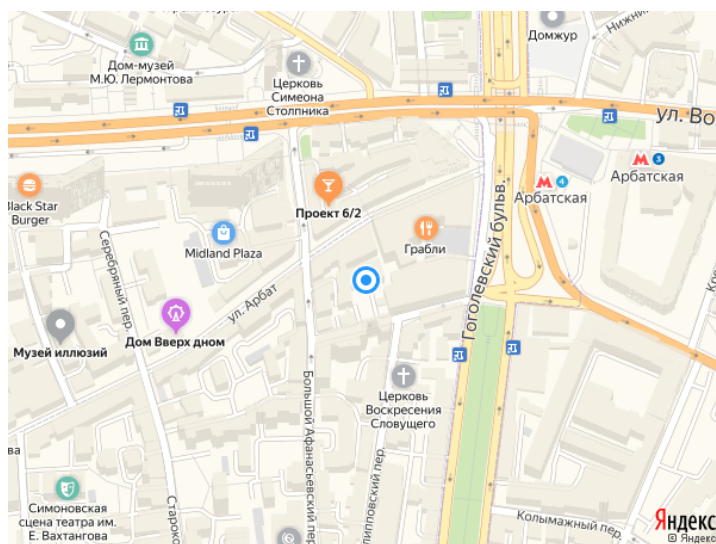 Дом-музей
М.Ю. Лермонтова
Домжур
Церковь
Симеона
Столпника
ул. Во
3
Арбатская
4
Арбатская
Black Star
Burger
Проект 6/2
Midland Plaza
Грабли
Гоголевский бульв.
Серебряный пер.
ул. Арбат
Музей иллюзий
Дом Вверх дном
Большой Афанасьевский пер.
Церковь
Воскресения
Словущего
Симоновская
сцена театра им.
Е. Вахтангова
Колымажный пер.
Яндекс
© Яндекс